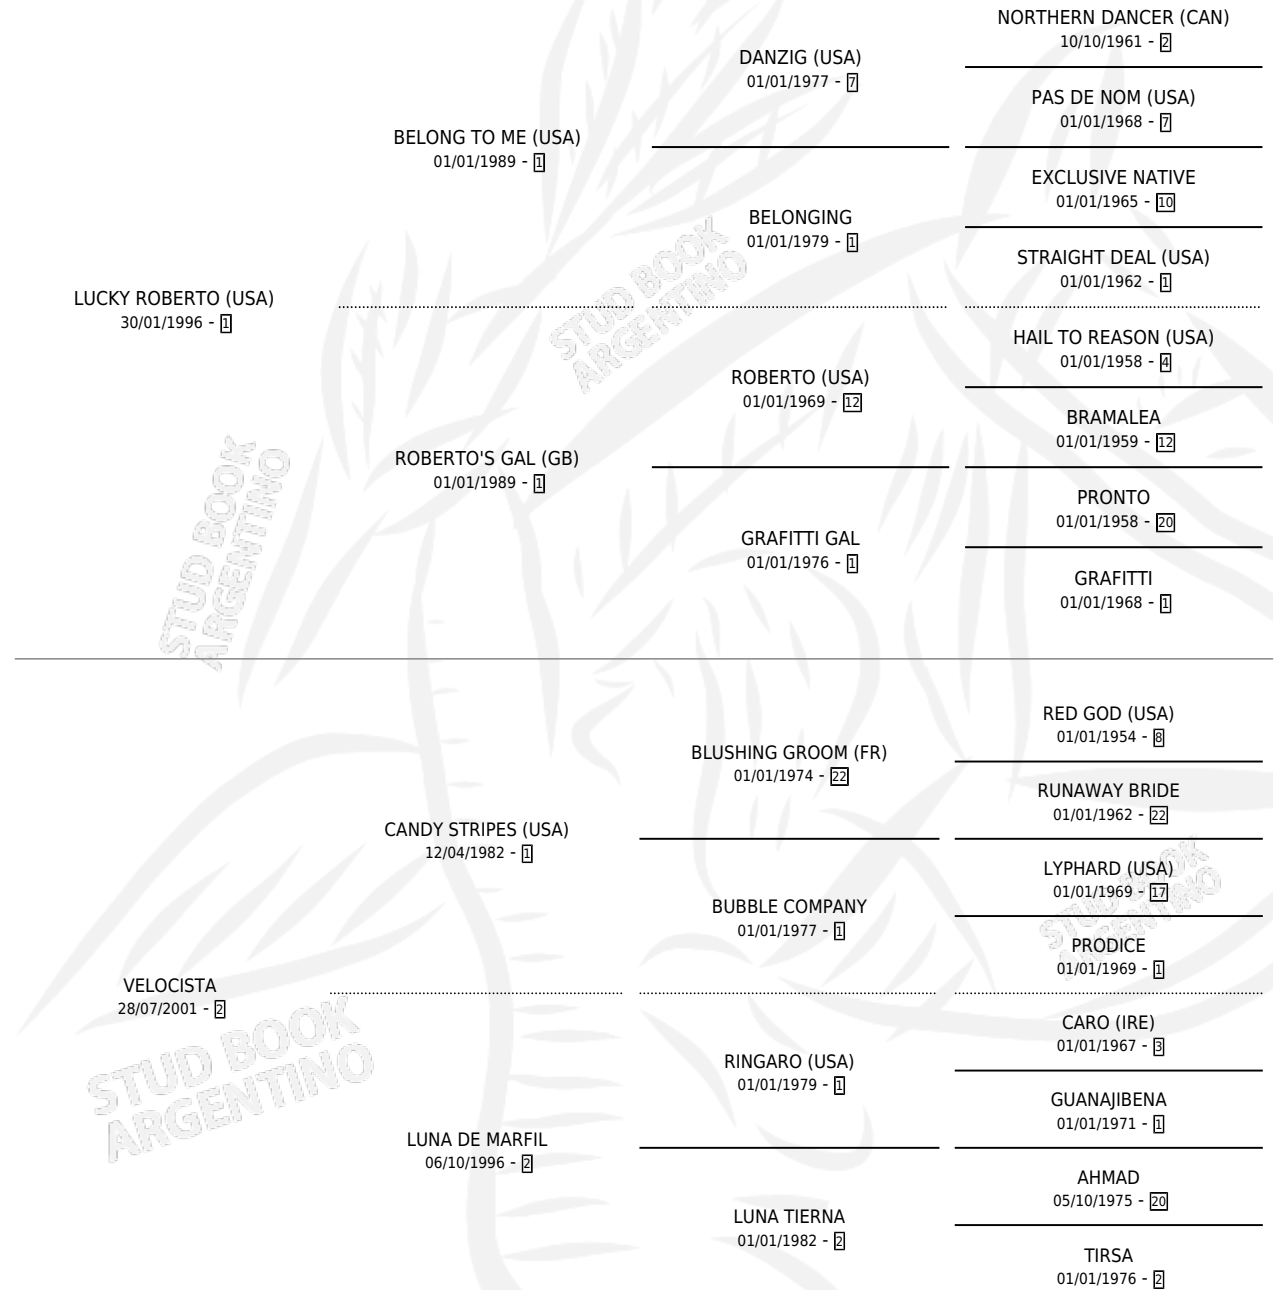 NORTHERN DANCER (CAN)
10/10/1961 - 2
DANZIG (USA)
01/01/1977 - 7
PAS DE NOM (USA)
01/01/1968 - 7
BELONG TO ME (USA)
01/01/1989 - 1
EXCLUSIVE NATIVE
01/01/1965 - 10
BELONGING
01/01/1979 - 1
STRAIGHT DEAL (USA)
01/01/1962 - 1
STUD BOOK
ARGENTINO
LUCKY ROBERTO (USA)
30/01/1996 - 1
HAIL TO REASON (USA)
01/01/1958 - 4
ROBERTO (USA)
01/01/1969 - 12
BRAMALEA
01/01/1959 - 12
ROBERTO'S GAL (GB)
01/01/1989 - 1
PRONTO
01/01/1958 - 20
GRAFITTI GAL
01/01/1976 - 1
GRAFITTI
01/01/1968 - 1
STUD BOOK
ARGENTINO
RED GOD (USA)
01/01/1954 - 8
BLUSHING GROOM (FR)
01/01/1974 - 22
RUNAWAY BRIDE
01/01/1962 - 22
CANDY STRIPES (USA)
12/04/1982 - 1
LYPHARD (USA)
01/01/1969 - 17
BUBBLE COMPANY
01/01/1977 - 1
STUD BOOK
ARGENTINO
PRODICE
01/01/1969 - 1
VELOCISTA
28/07/2001 - 2
CARO (IRE)
01/01/1967 - 3
STUD BOOK
ARGENTINO
RINGARO (USA)
01/01/1979 - 1
GUANAJIBENA
01/01/1971 - 1
LUNA DE MARFIL
06/10/1996 - 2
AHMAD
05/10/1975 - 20
LUNA TIERNA
01/01/1982 - 2
TIRSA
01/01/1976 - 2